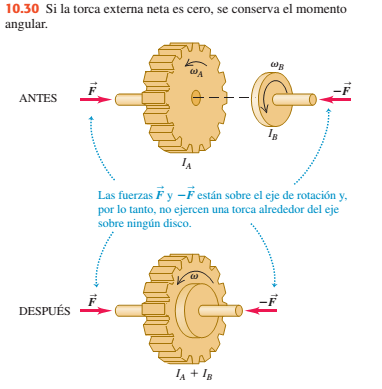 10.30 Si la torca externa neta es cero, se conserva el momento
angular.
ANTES
F⃗
ω_A
ω_B
−F⃗
I_B
I_A
Las fuerzas F⃗ y −F⃗ están sobre el eje de rotación y,
por lo tanto, no ejercen una torca alrededor del eje
sobre ningún disco.
DESPUÉS
F⃗
ω
−F⃗
I_A + I_B